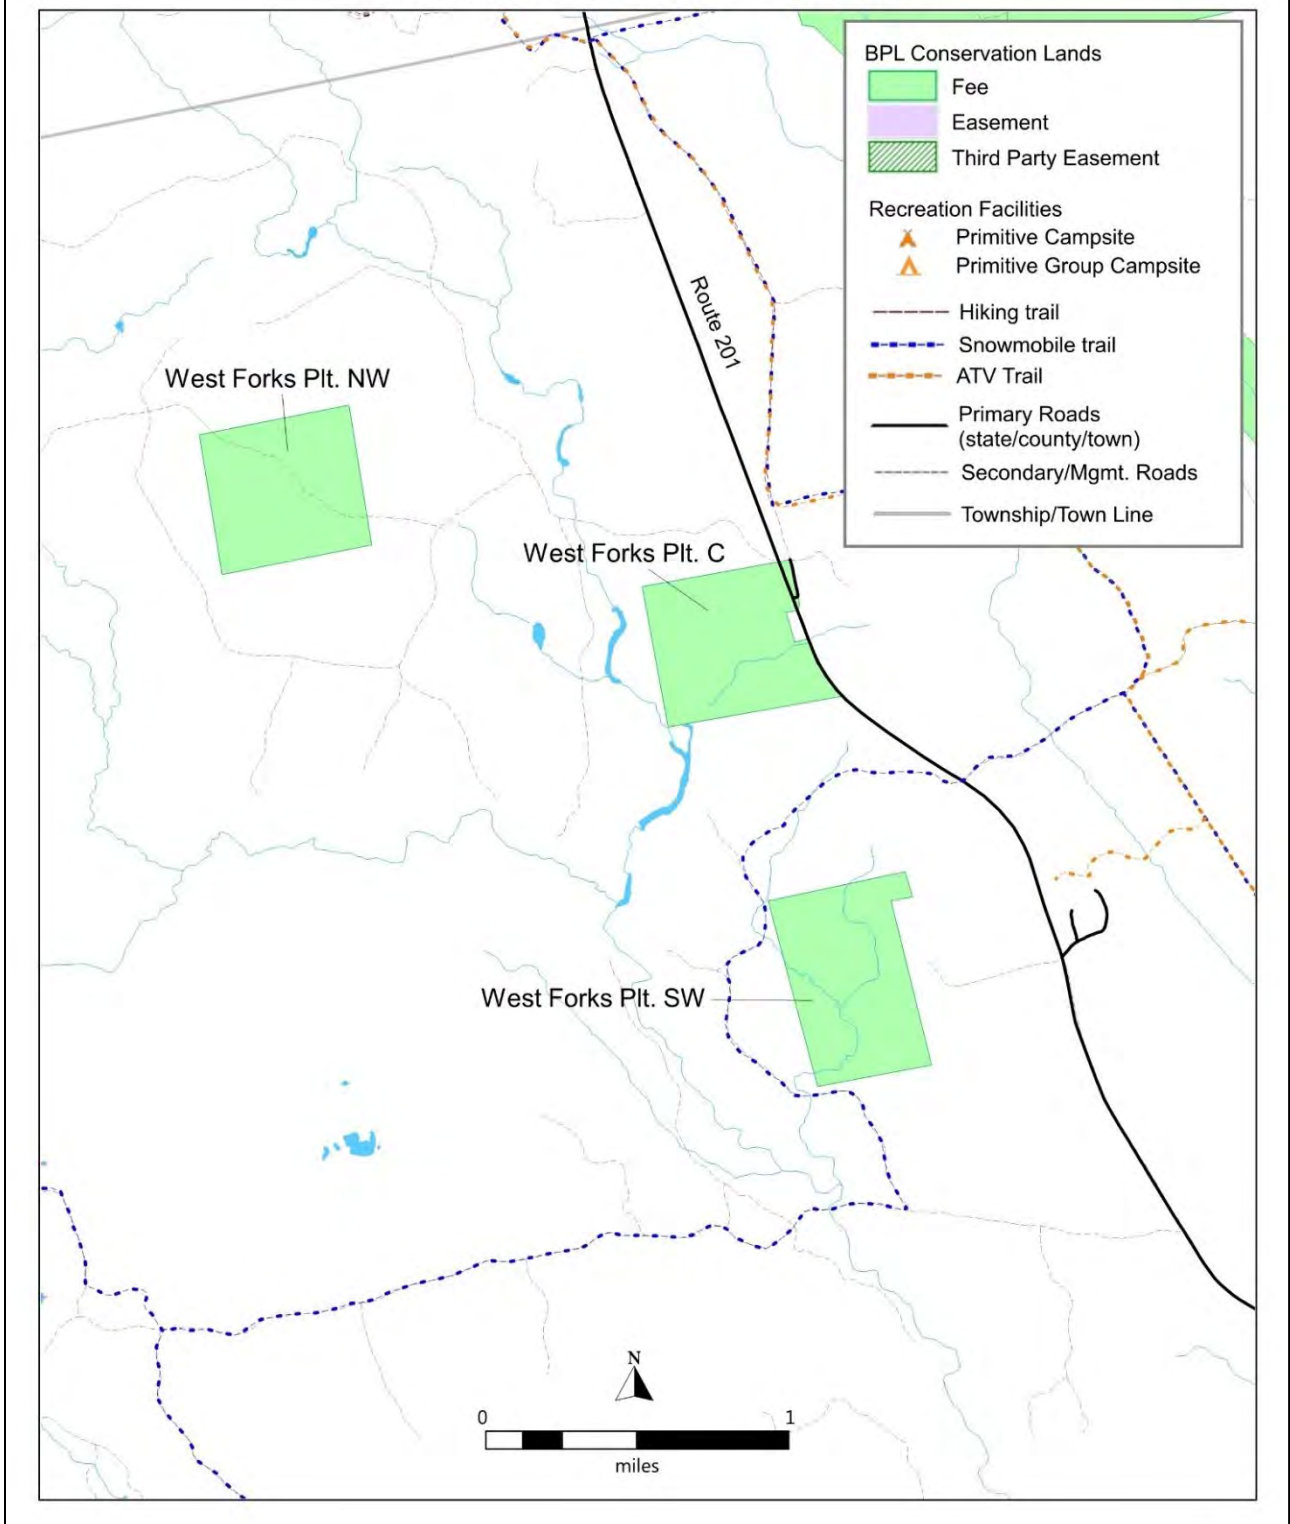 BPL Conservation Lands
Fee
Easement
Third Party Easement
Recreation Facilities
Primitive Campsite
Primitive Group Campsite
Hiking trail
Snowmobile trail
ATV Trail
Primary Roads
(state/county/town)
Secondary/Mgmt. Roads
Township/Town Line
Route 201
West Forks Plt. NW
West Forks Plt. C
West Forks Plt. SW
N
0 1
miles